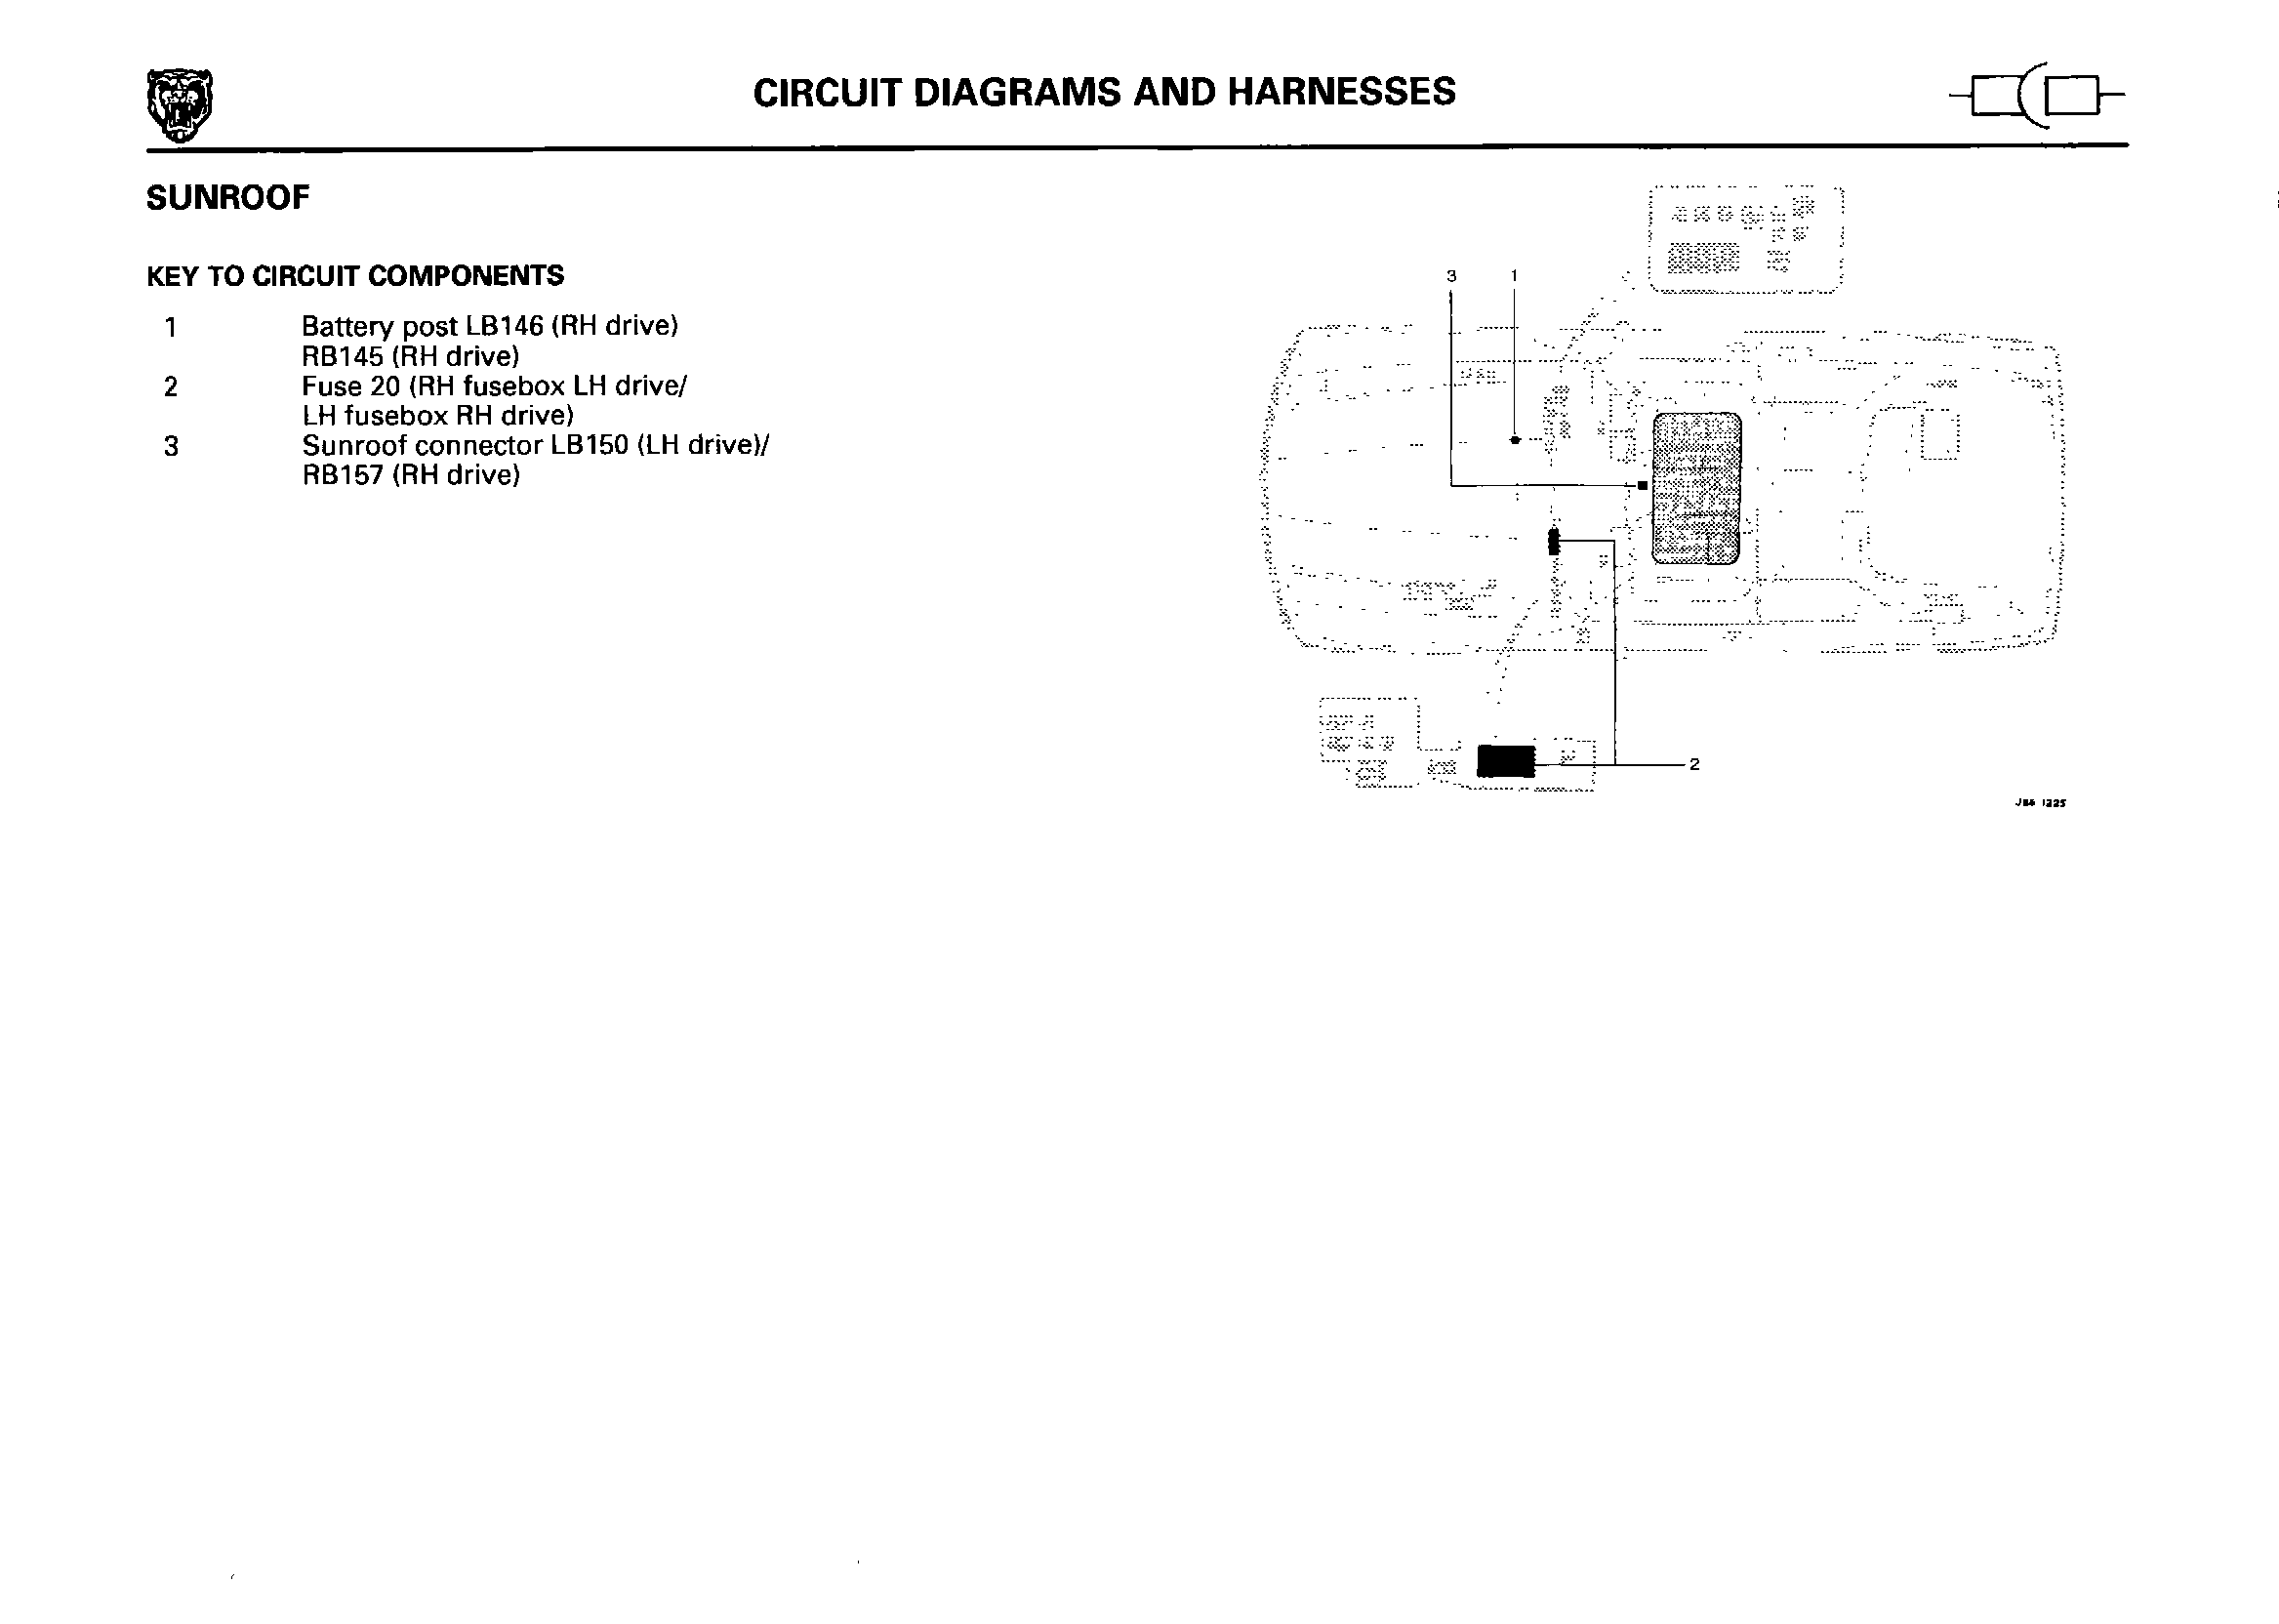 CIRCUIT DIAGRAMS AND HARNESSES
SUNROOF
KEY TO CIRCUIT COMPONENTS
1 Battery post LB146 (RH drive)
RB145 (RH drive)
2 Fuse 20 (RH fusebox LH drive/
LH fusebox RH drive)
3 Sunroof connector LB150 (LH drive)/
RB157 (RH drive)
3 1
2
1225